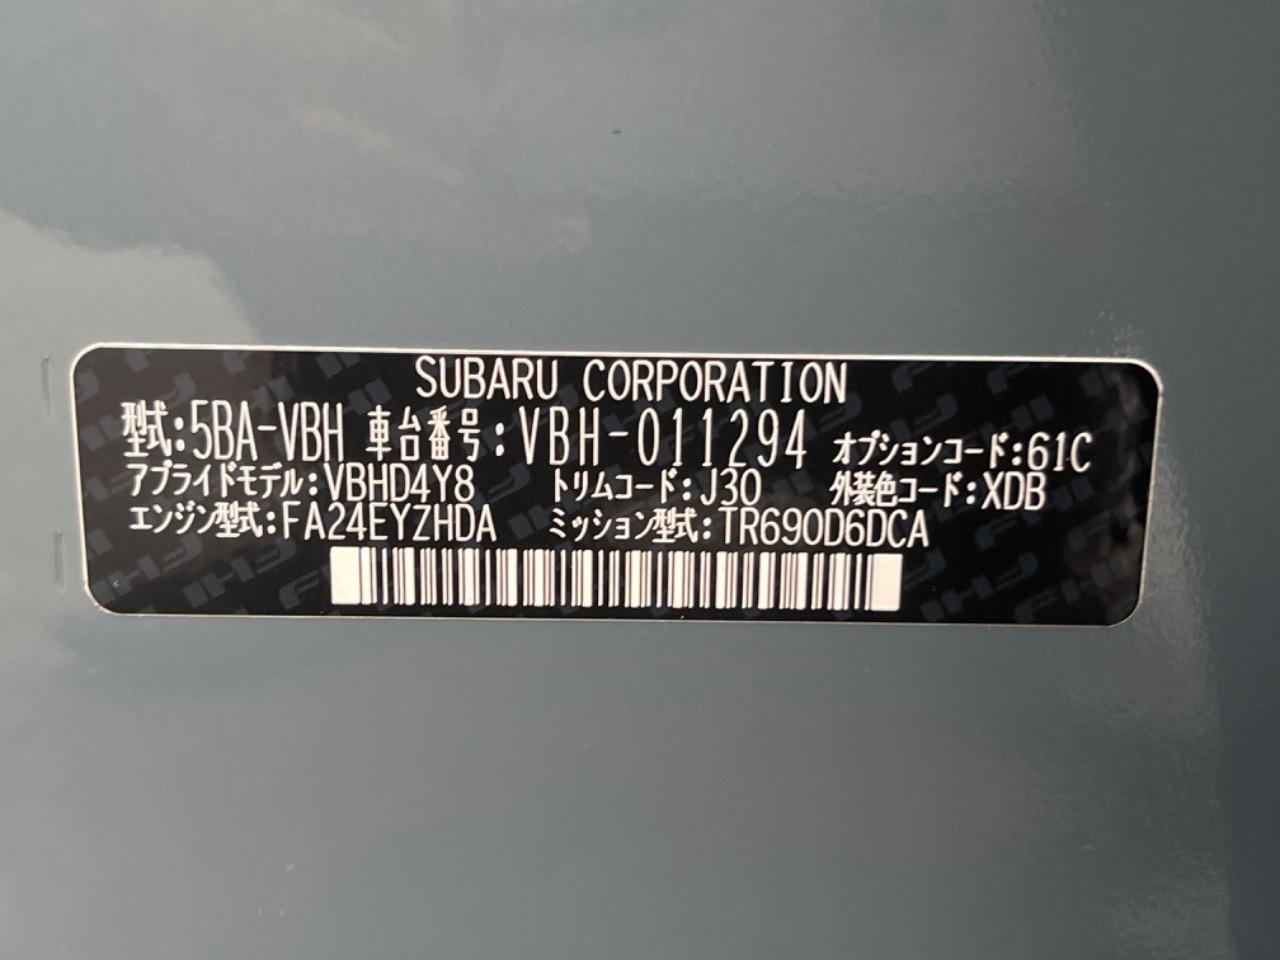 SUBARU CORPORATION
型式:5BA-VBH 車台番号:VBH-011294 オプションコード:61C
アプライドモデル:VBHD4Y8 トリムコード:J30 外装色コード:XDB
エンジン型式:FA24EYZHDA ミッション型式:TR690D6DCA